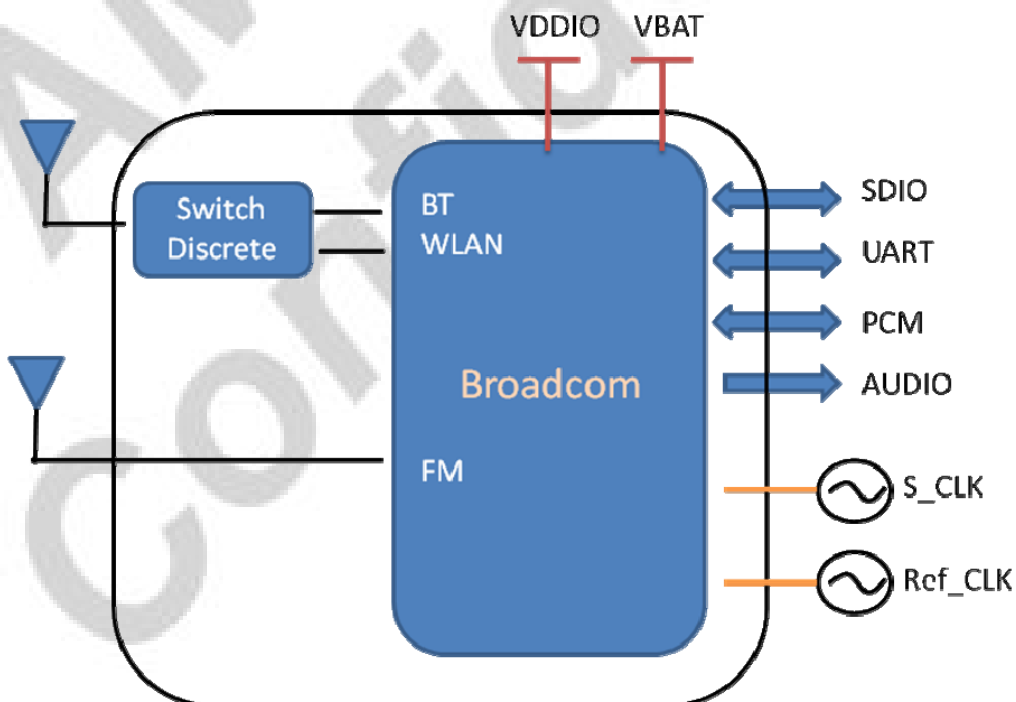 VDDIO VBAT
Switch
Discrete
BT
WLAN
Broadcom
FM
SDIO
UART
PCM
AUDIO
S_CLK
Ref_CLK